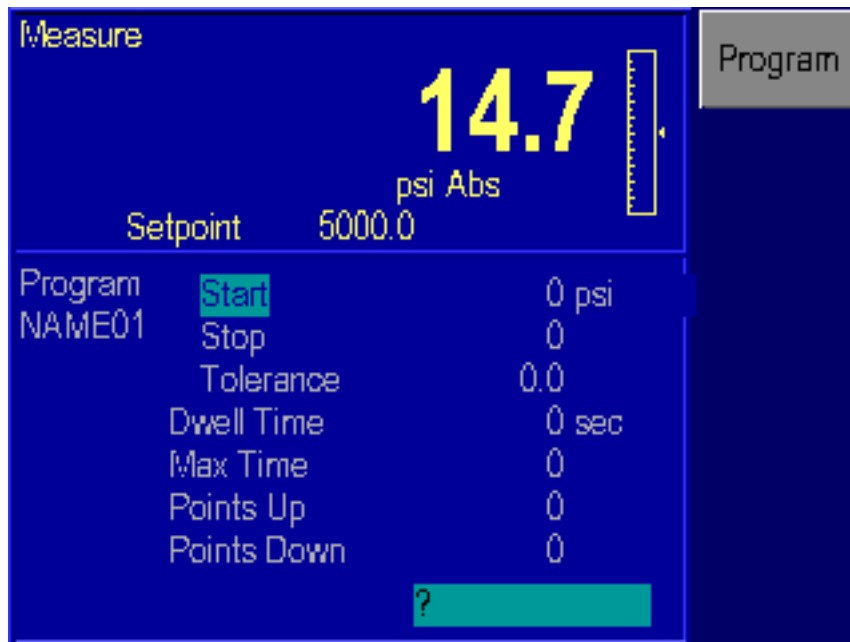 Measure
Program
14.7
psi Abs
Setpoint 5000.0
Program
NAME01
Start 0 psi
Stop 0
Tolerance 0.0
Dwell Time 0 sec
Max Time 0
Points Up 0
Points Down 0
?